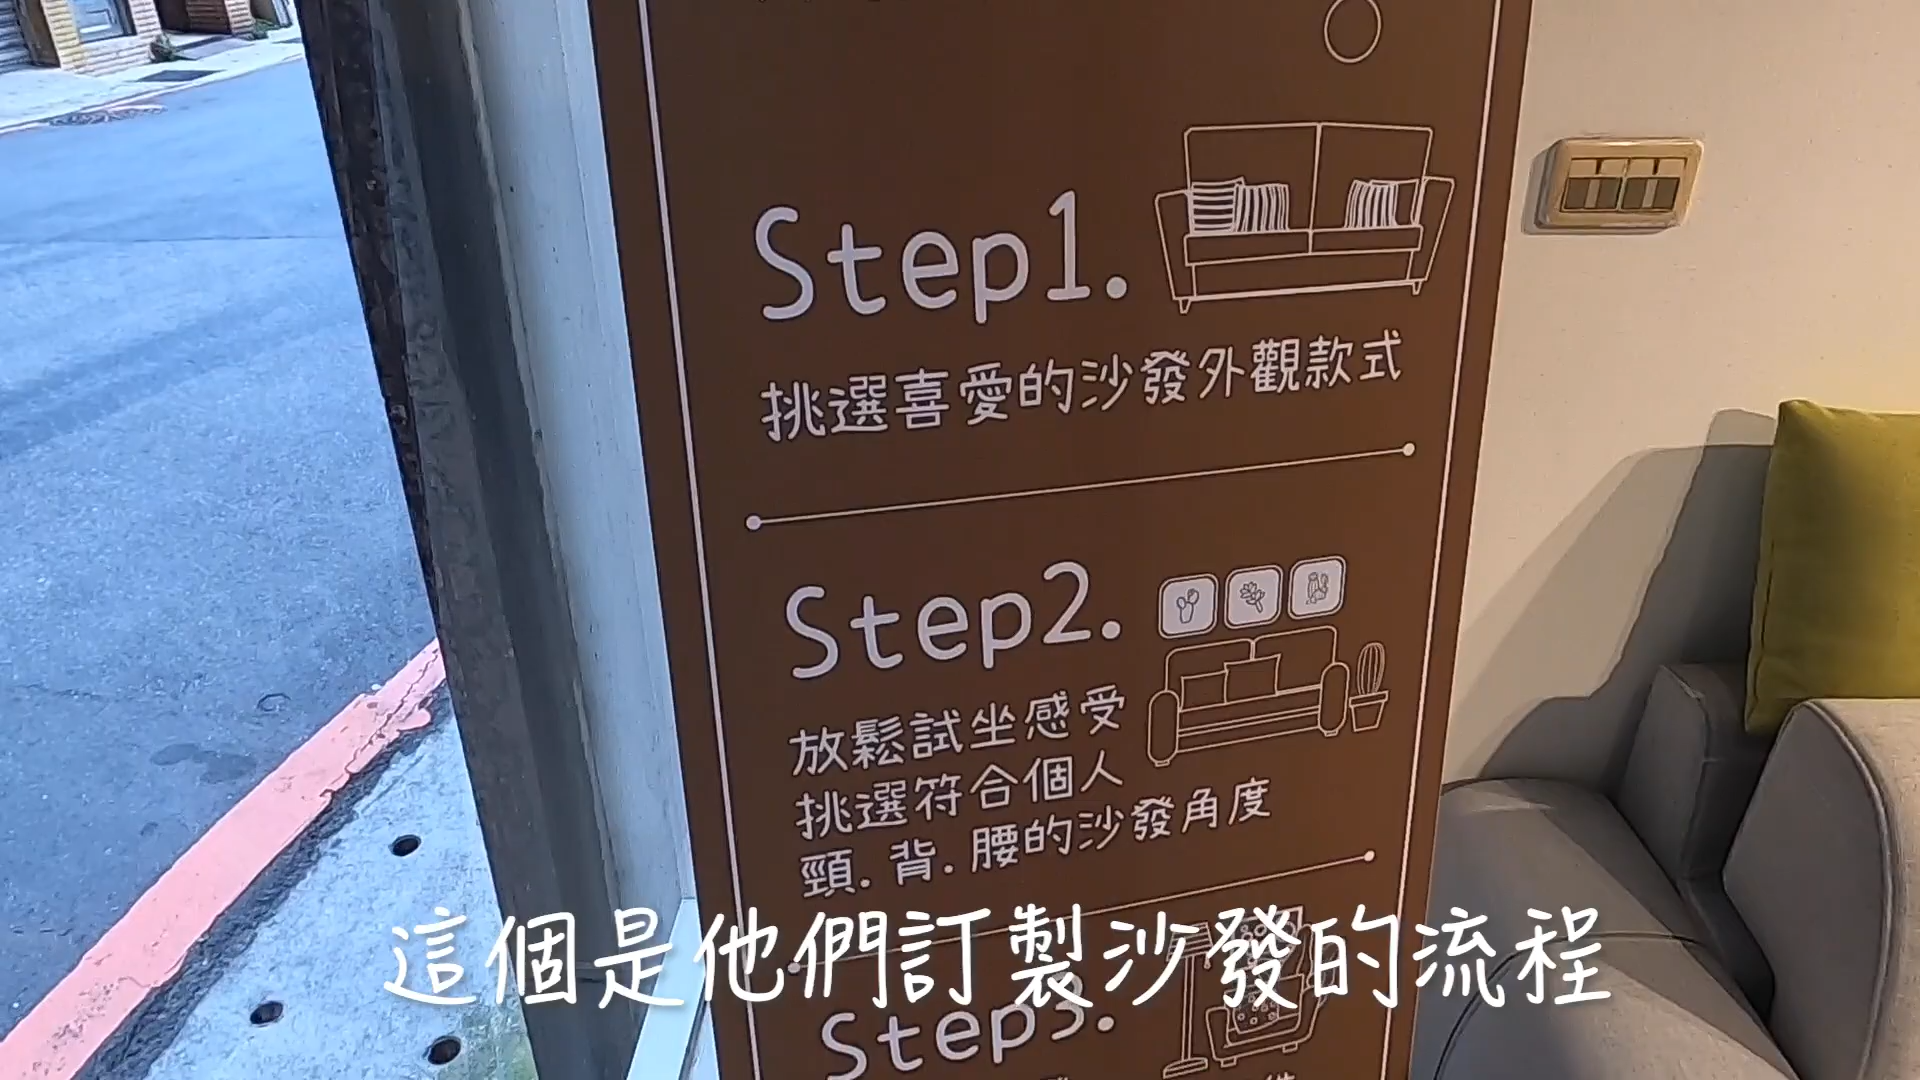 Step1.
挑選喜愛的沙發外觀款式
Step2.
放鬆試坐感受
挑選符合個人
頸.背.腰的沙發角度
這個是他們訂製沙發的流程
Step3.